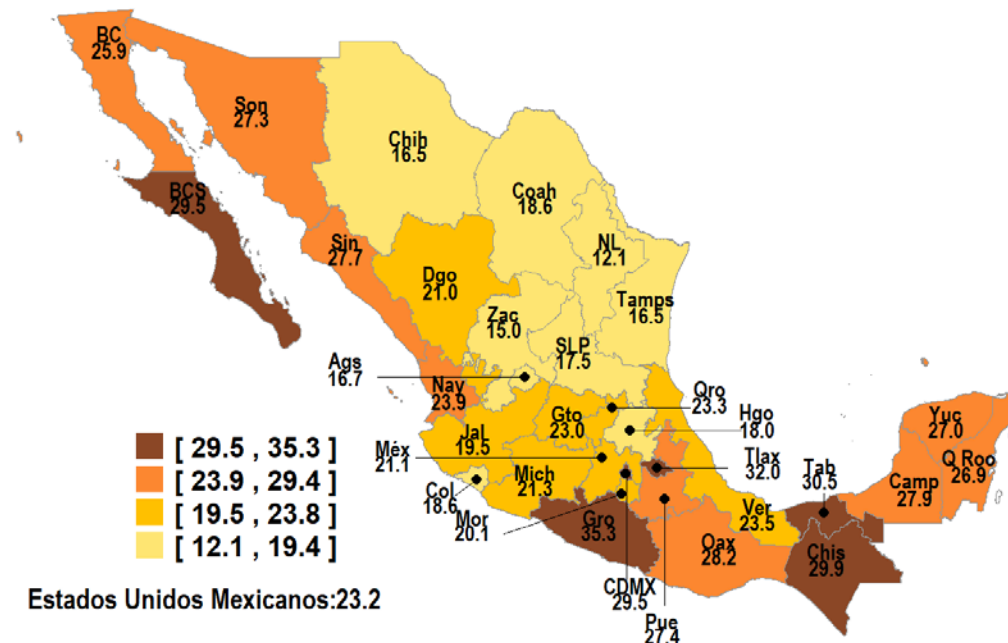 BC
25.9
Son
27.3
Chih
16.5
Coah
18.6
BCS
29.5
NL
12.1
Sin
27.7
Dgo
21.0
Tamps
16.5
Zac
15.0
SLP
17.5
Ags
16.7
Nay
23.9
Qro
23.3
Hgo
18.0
Yuc
27.0
Gto
23.0
Jal
19.5
Méx
21.1
Tlax
32.0
Tab
30.5
Q Roo
26.9
Camp
27.9
Mich
21.3
Col
18.6
Mor
20.1
Gro
35.3
Ver
23.5
Oax
28.2
Chis
29.9
CDMX
29.5
Pue
27.4
[ 29.5 , 35.3 ]
[ 23.9 , 29.4 ]
[ 19.5 , 23.8 ]
[ 12.1 , 19.4 ]
Estados Unidos Mexicanos:23.2